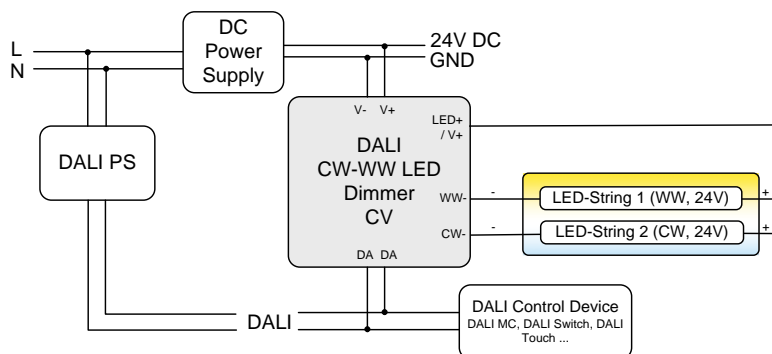 DC
Power
Supply
24V DC
GND
L
N
V- V+
LED+
/ V+
DALI PS
DALI
CW-WW LED
Dimmer
CV
WW-
-
LED-String 1 (WW, 24V)
+
CW-
-
LED-String 2 (CW, 24V)
+
DA DA
DALI
DALI Control Device
DALI MC, DALI Switch, DALI
Touch ...